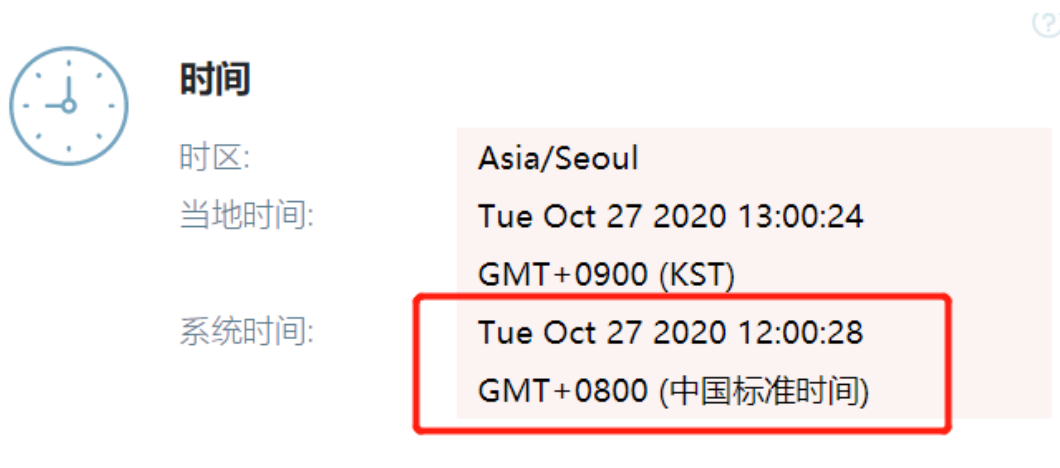 时间
时区: Asia/Seoul
当地时间: Tue Oct 27 2020 13:00:24
GMT+0900 (KST)
系统时间: Tue Oct 27 2020 12:00:28
GMT+0800 (中国标准时间)